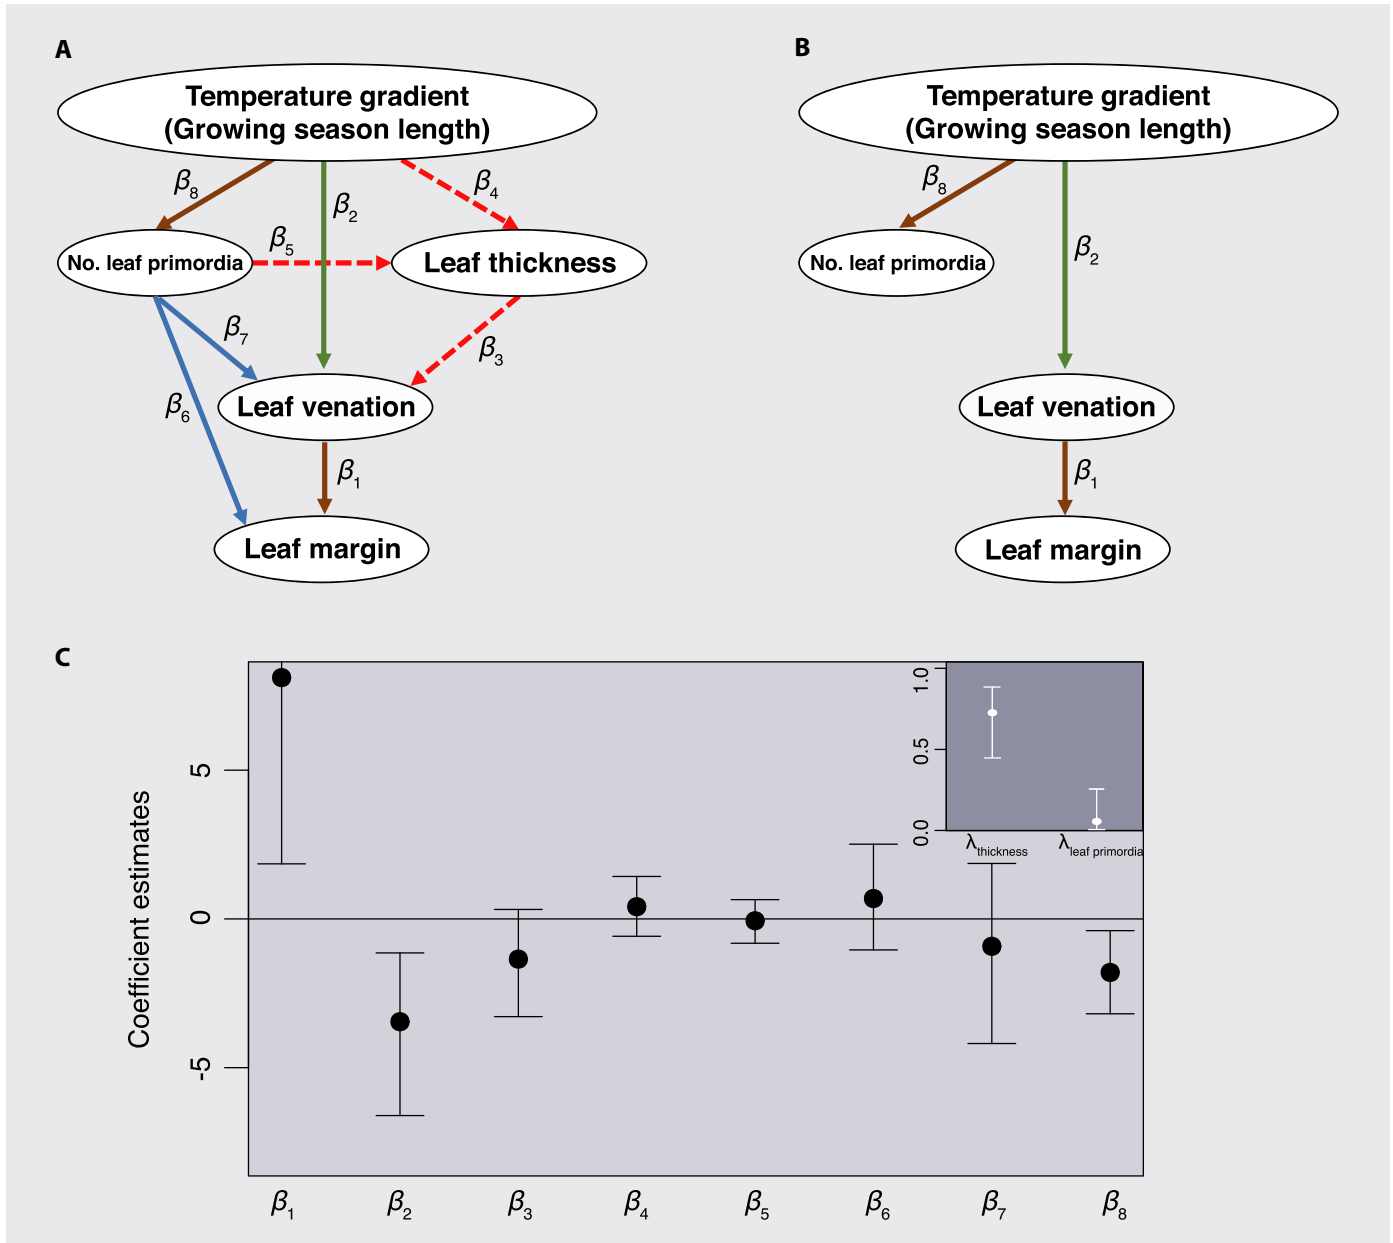 A
Temperature gradient
(Growing season length)
β8
β2
β4
β5
No. leaf primordia
Leaf thickness
β7
β3
β6
Leaf venation
β1
Leaf margin
B
Temperature gradient
(Growing season length)
β8
β2
No. leaf primordia
Leaf venation
β1
Leaf margin
C
Coefficient estimates
5
0
-5
1.0
0.5
0.0
λthickness
λleaf primordia
β1 β2 β3 β4 β5 β6 β7 β8